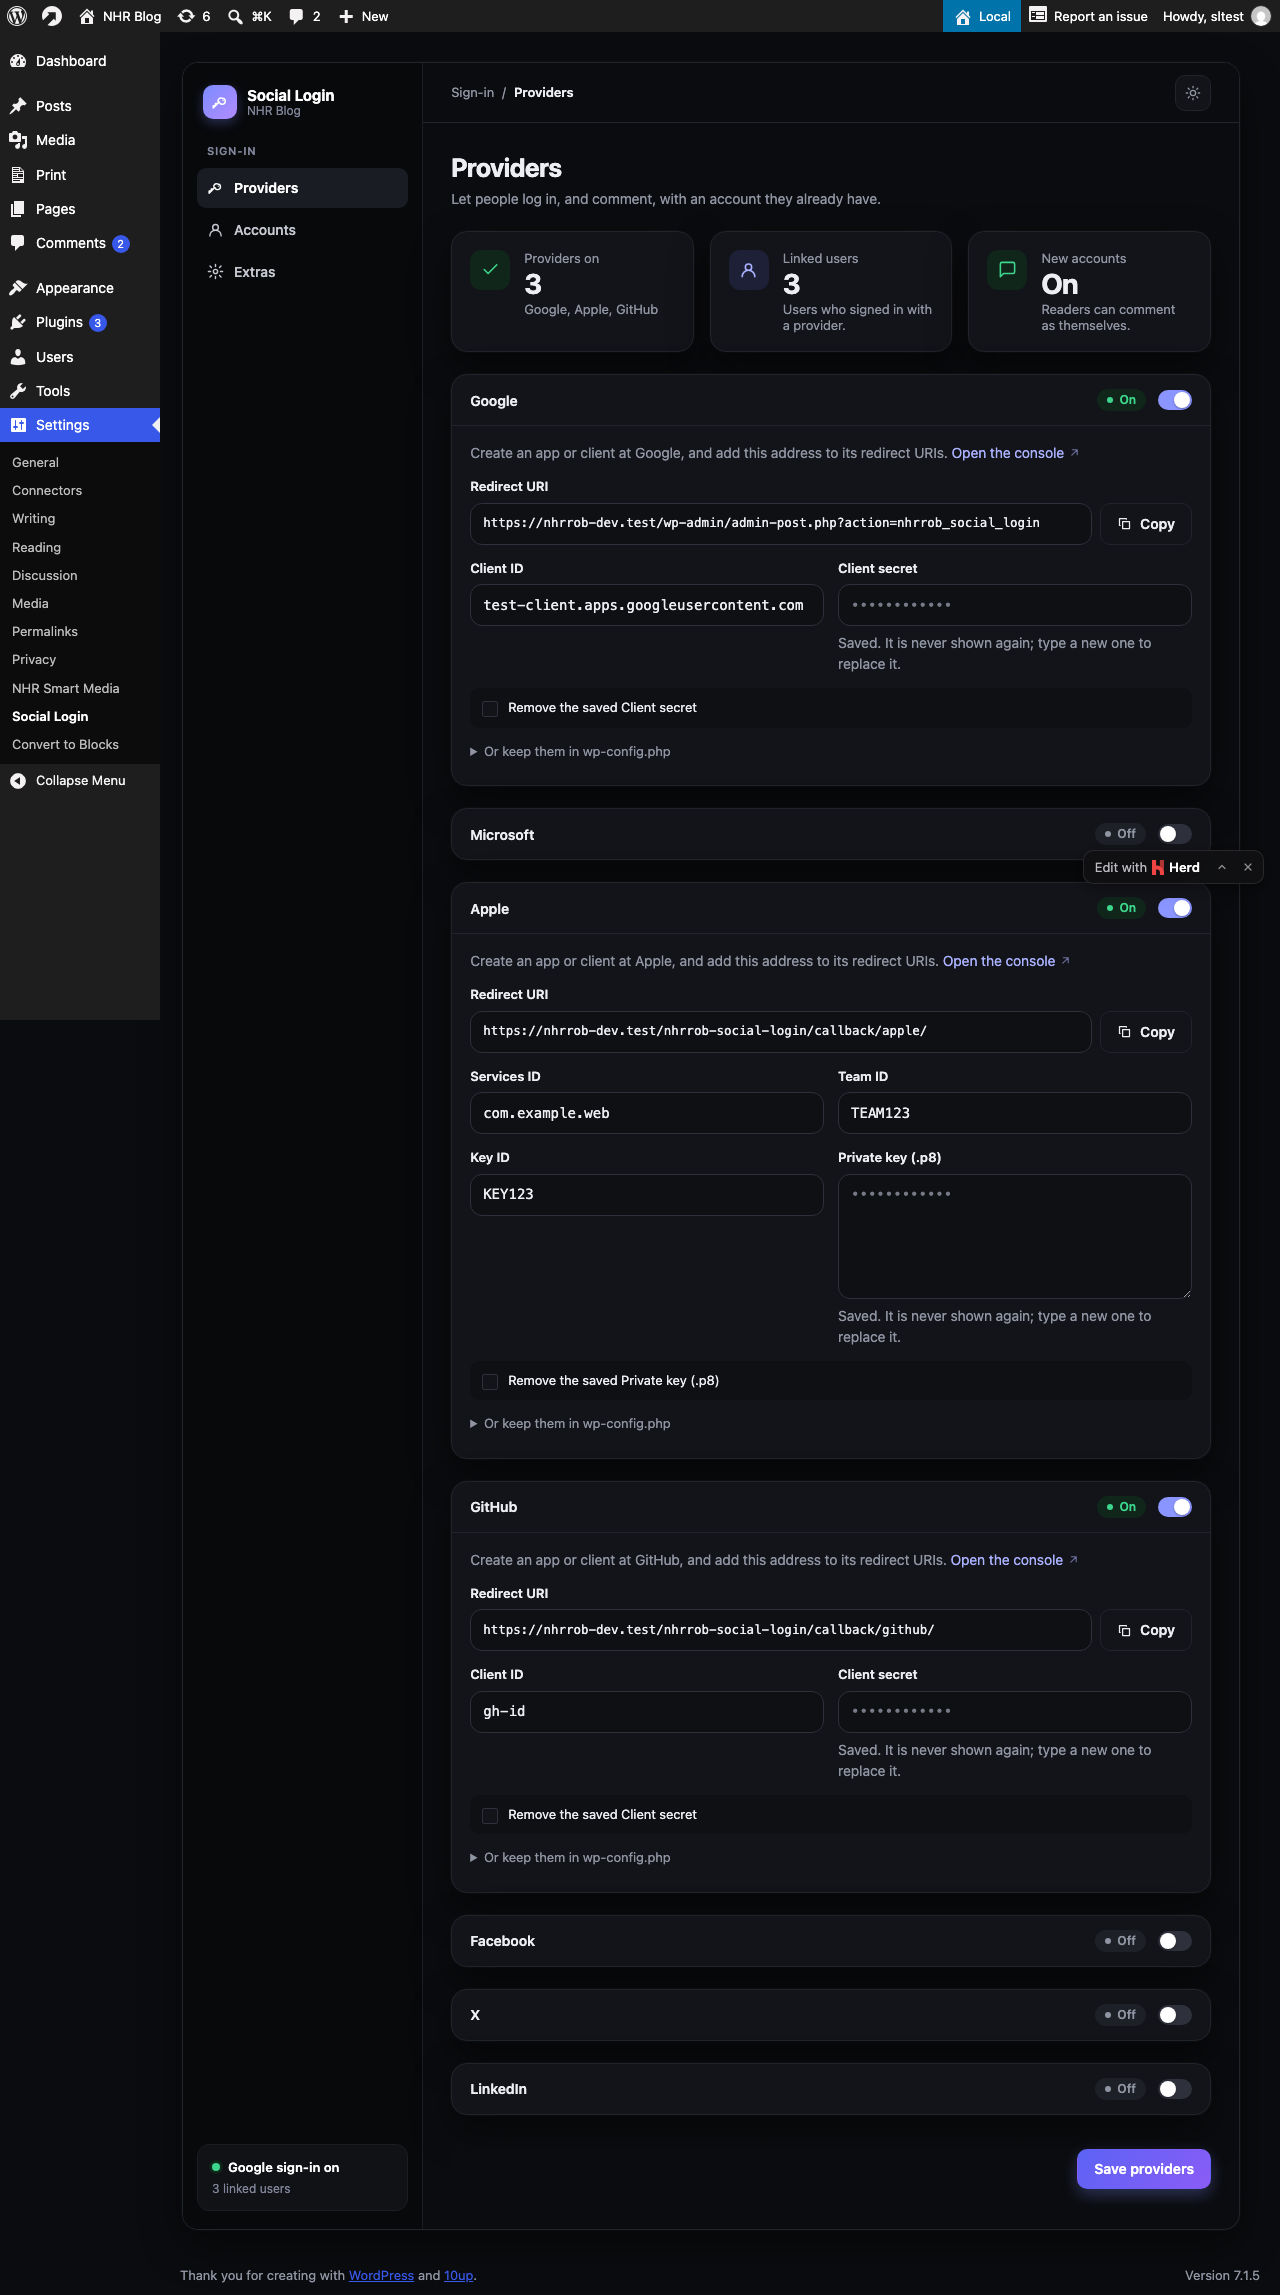 NHR Blog
6
⌘K
2
New
Local
Report an issue
Howdy, sltest
Dashboard
Posts
Media
Print
Pages
Comments 2
Appearance
Plugins 3
Users
Tools
Settings
General
Connectors
Writing
Reading
Discussion
Media
Permalinks
Privacy
NHR Smart Media
Social Login
Convert to Blocks
Collapse Menu
Social Login
NHR Blog
SIGN-IN
Providers
Accounts
Extras
Google sign-in on
3 linked users
Sign-in / Providers
Providers
Let people log in, and comment, with an account they already have.
Providers on
3
Google, Apple, GitHub
Linked users
3
Users who signed in with
a provider.
New accounts
On
Readers can comment
as themselves.
Google
On
Create an app or client at Google, and add this address to its redirect URIs. Open the console ↗
Redirect URI
https://nhrrob-dev.test/wp-admin/admin-post.php?action=nhrrob_social_login
Copy
Client ID
Client secret
test-client.apps.googleusercontent.com
••••••••••••
Saved. It is never shown again; type a new one to
replace it.
Remove the saved Client secret
Or keep them in wp-config.php
Microsoft
Off
Edit with Herd
Apple
On
Create an app or client at Apple, and add this address to its redirect URIs. Open the console ↗
Redirect URI
https://nhrrob-dev.test/nhrrob-social-login/callback/apple/
Copy
Services ID
Team ID
com.example.web
TEAM123
Key ID
Private key (.p8)
KEY123
••••••••••••
Saved. It is never shown again; type a new one to
replace it.
Remove the saved Private key (.p8)
Or keep them in wp-config.php
GitHub
On
Create an app or client at GitHub, and add this address to its redirect URIs. Open the console ↗
Redirect URI
https://nhrrob-dev.test/nhrrob-social-login/callback/github/
Copy
Client ID
Client secret
gh-id
••••••••••••
Saved. It is never shown again; type a new one to
replace it.
Remove the saved Client secret
Or keep them in wp-config.php
Facebook
Off
X
Off
LinkedIn
Off
Save providers
Thank you for creating with WordPress and 10up.
Version 7.1.5